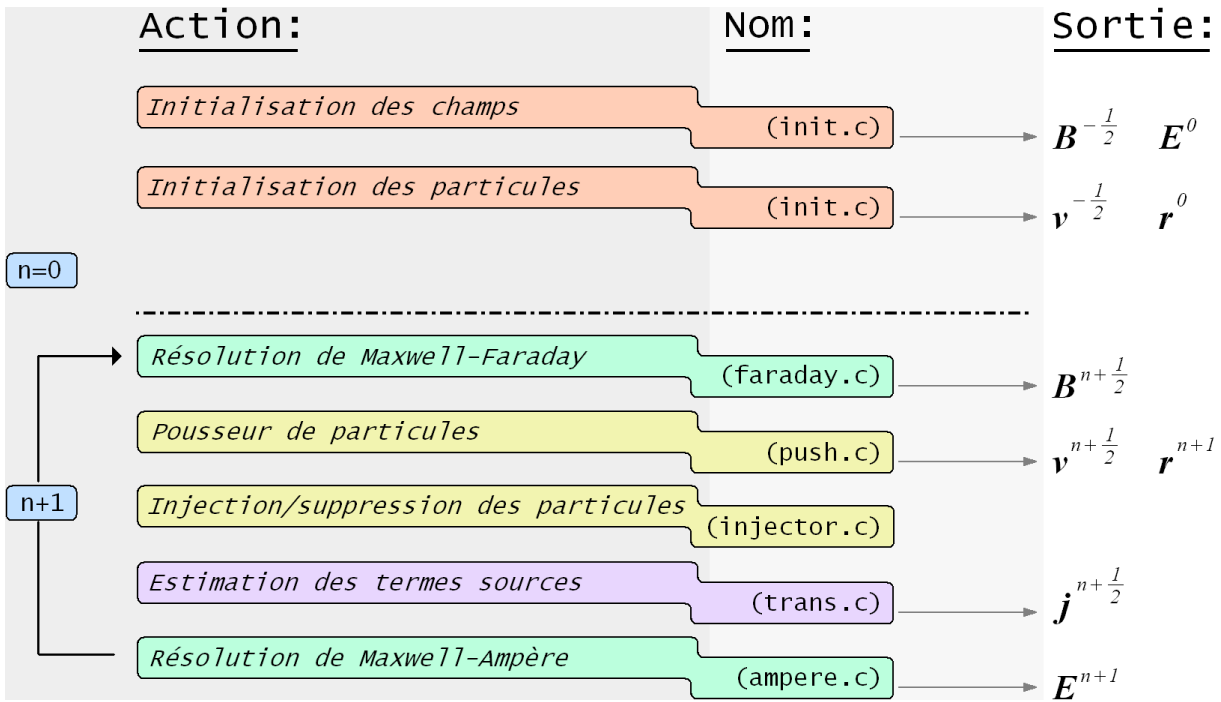 Action: Nom: Sortie:
Initialisation des champs
(init.c) B^{-1/2} E^0
Initialisation des particules
(init.c) v^{-1/2} r^0
n=0
Résolution de Maxwell-Faraday
(faraday.c) B^{n+1/2}
Pousseur de particules
(push.c) v^{n+1/2} r^{n+1}
n+1
Injection/suppression des particules
(injector.c)
Estimation des termes sources
(trans.c) j^{n+1/2}
Résolution de Maxwell-Ampère
(ampere.c) E^{n+1}